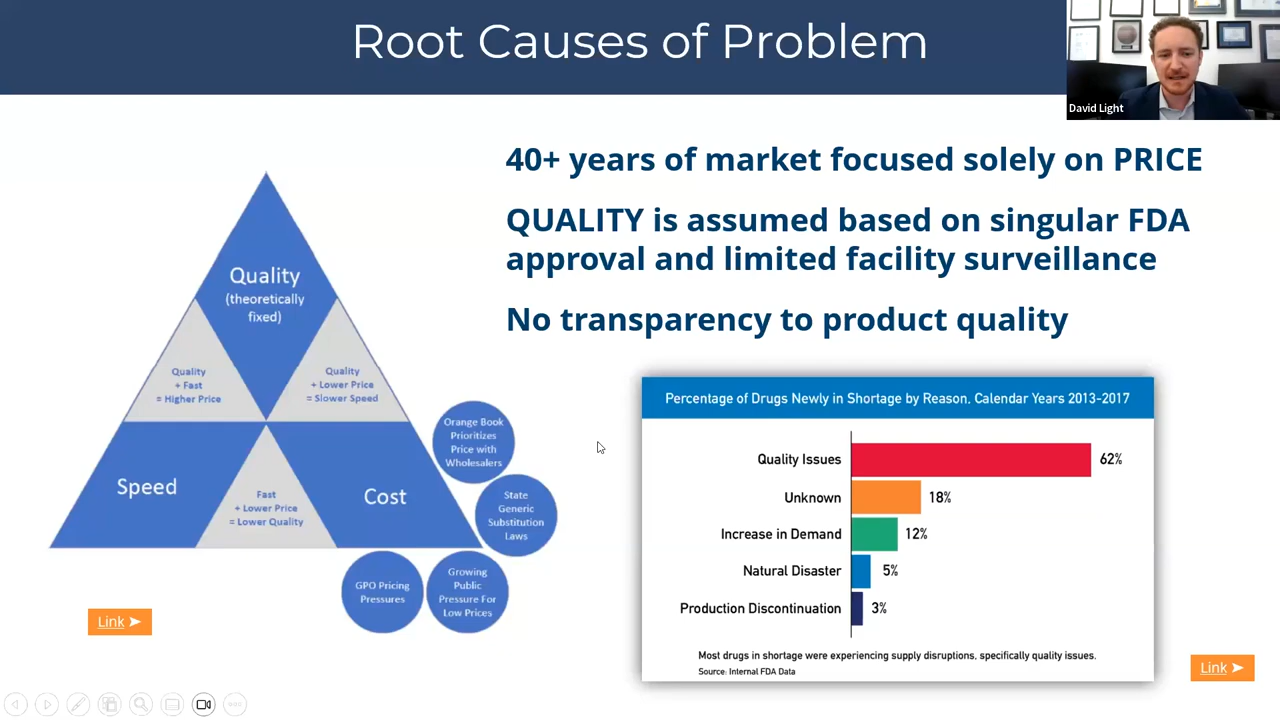 Root Causes of Problem
David Light
40+ years of market focused solely on PRICE
QUALITY is assumed based on singular FDA
approval and limited facility surveillance
No transparency to product quality
Quality
(theoretically
fixed)
Quality
+ Fast
= Higher Price
Quality
+ Lower Price
= Slower Speed
Speed
Fast
+ Lower Price
= Lower Quality
Cost
Orange Book
Prioritizes
Price with
Wholesalers
State
Generic
Substitution
Laws
GPO Pricing
Pressures
Growing
Public
Pressure For
Low Prices
Link
Percentage of Drugs Newly in Shortage by Reason, Calendar Years 2013-2017
Quality Issues 62%
Unknown 18%
Increase in Demand 12%
Natural Disaster 5%
Production Discontinuation 3%
Most drugs in shortage were experiencing supply disruptions, specifically quality issues.
Source: Internal FDA Data
Link